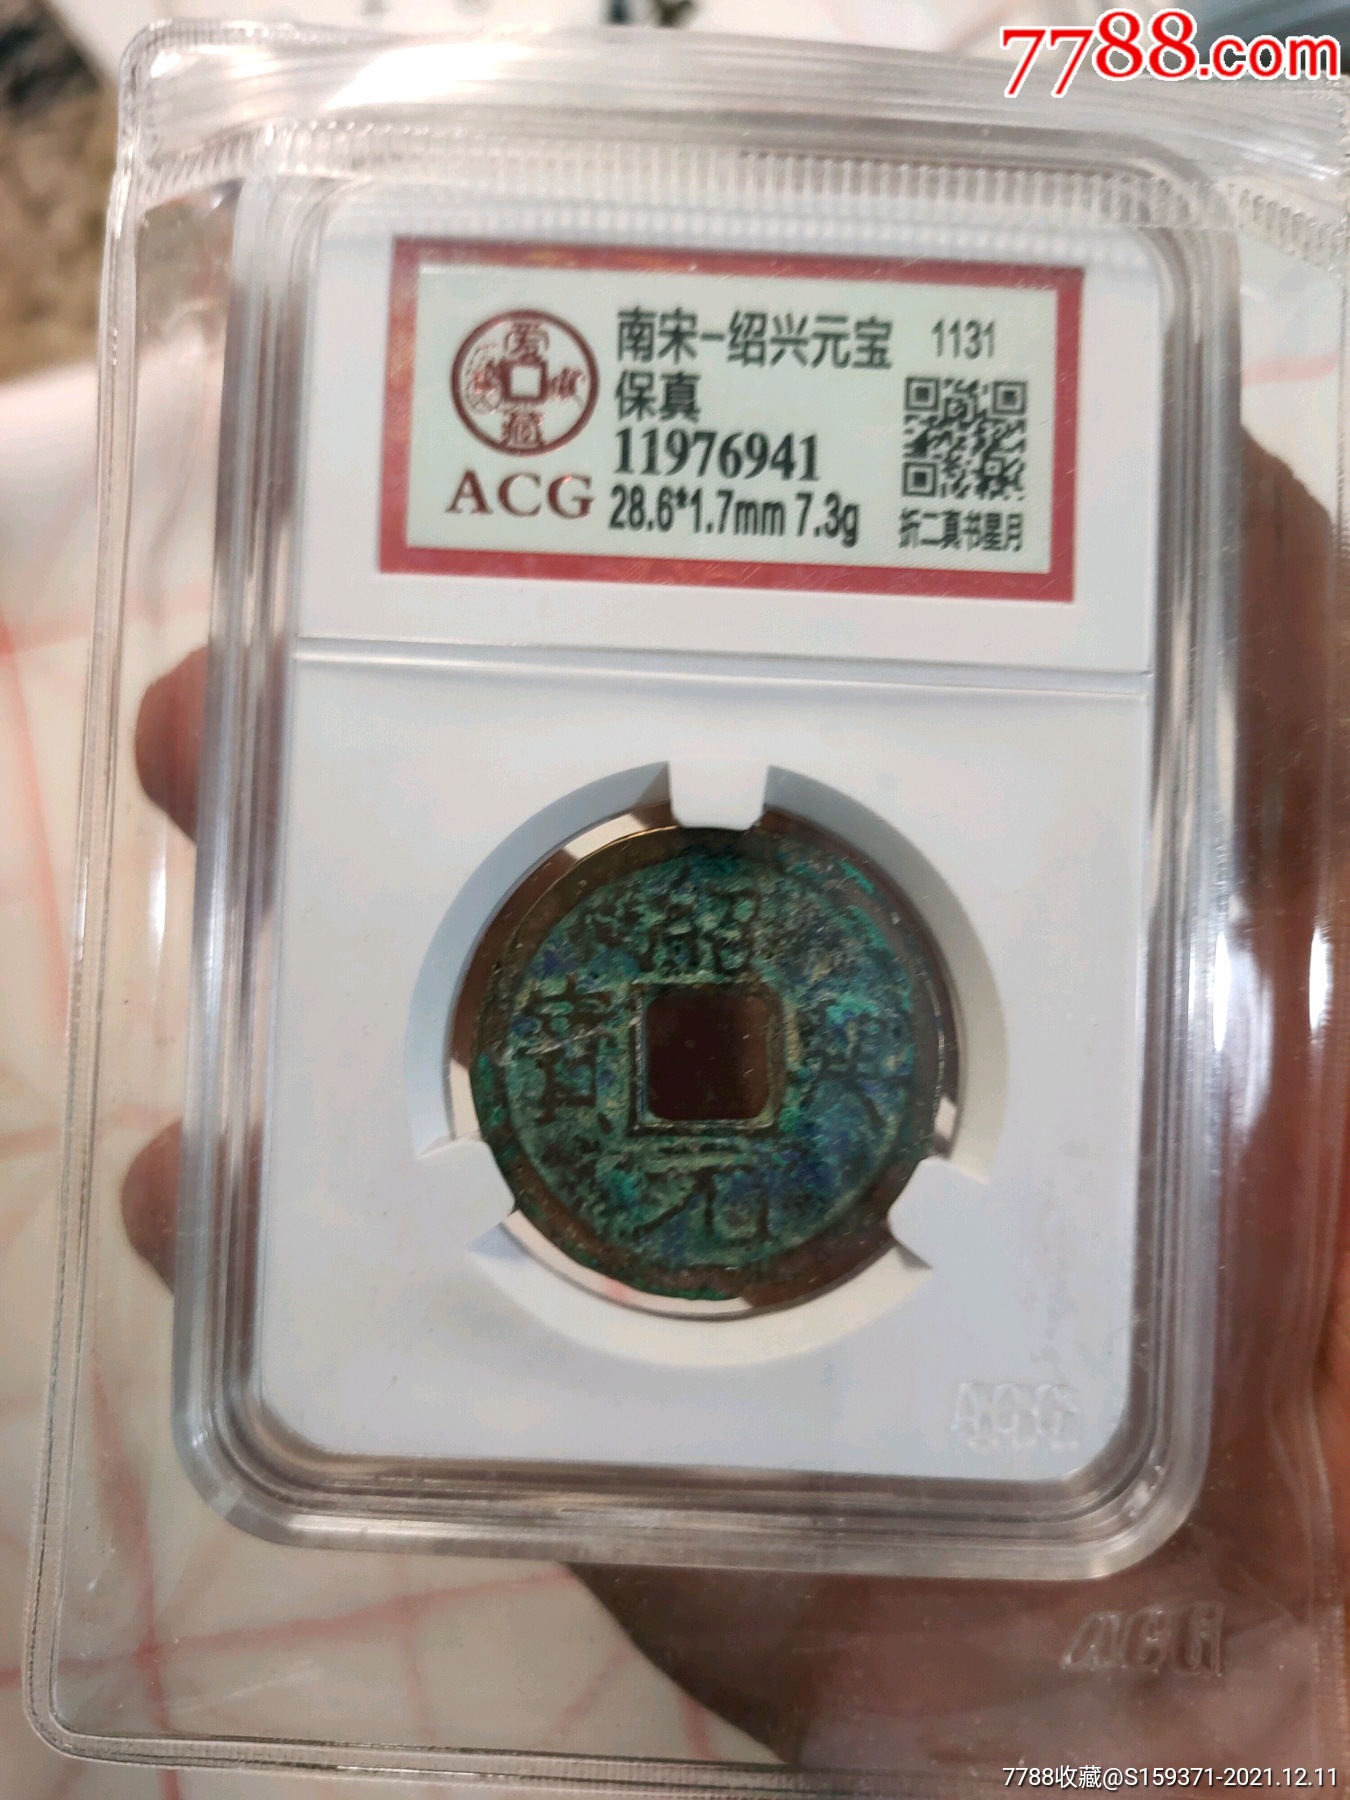 7788.com
南宋-绍兴元宝 1131
爱藏
保真
11976941
ACG
28.6*1.7mm 7.3g
折二真书星月
紹
寶
元
ACG
ACG
7788收藏@S159371-2021.12.11